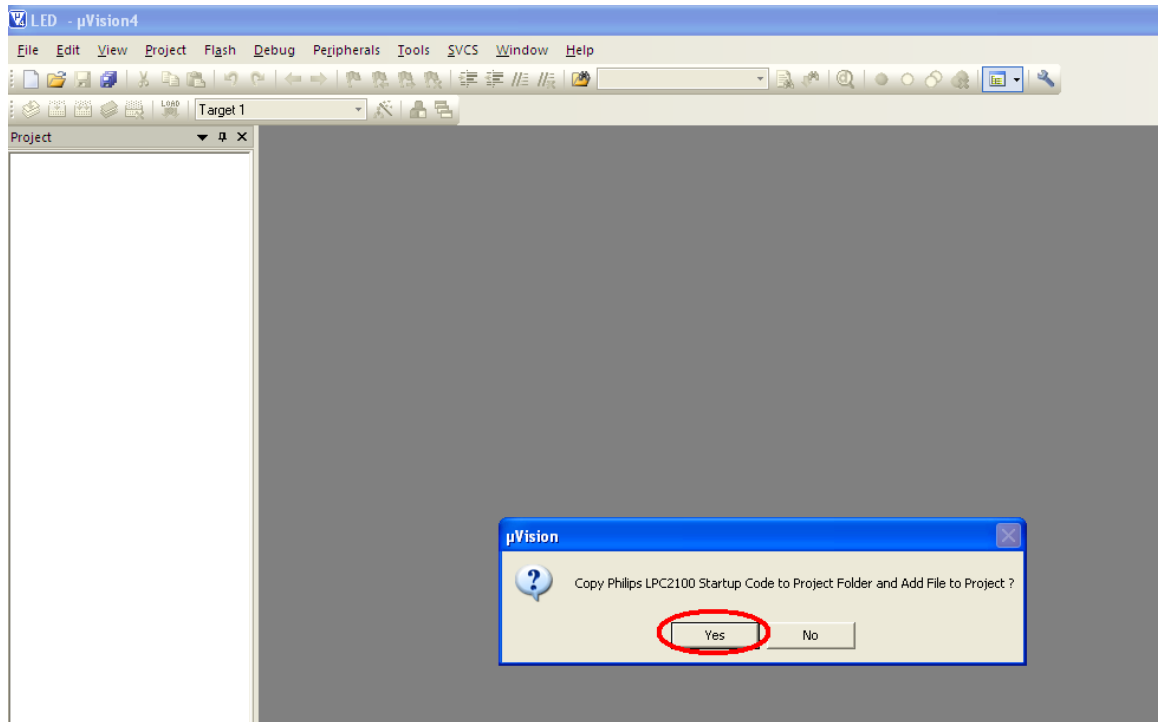 LED - µVision4
File Edit View Project Flash Debug Peripherals Tools SVCS Window Help
LOAD Target 1
Project
µVision
Copy Philips LPC2100 Startup Code to Project Folder and Add File to Project ?
Yes No